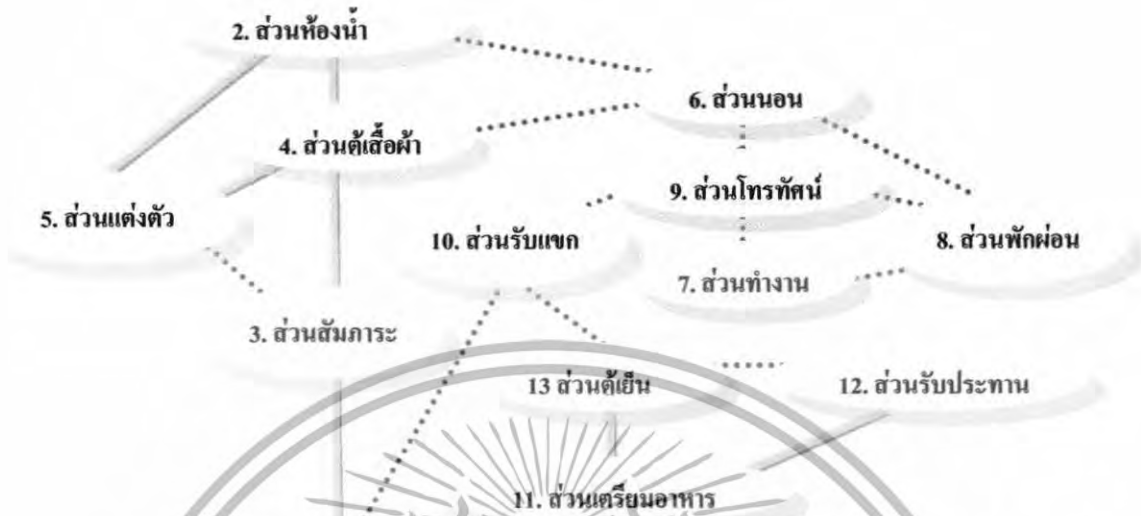 2. ส่วนห้องน้ำ
6. ส่วนนอน
4. ส่วนตู้เสื้อผ้า
9. ส่วนโทรทัศน์
5. ส่วนแต่งตัว
10. ส่วนรับแขก
8. ส่วนพักผ่อน
7. ส่วนทำงาน
3. ส่วนสัมภาระ
13 ส่วนตู้เย็น
12. ส่วนรับประทาน
11. ส่วนเตรียมอาหาร